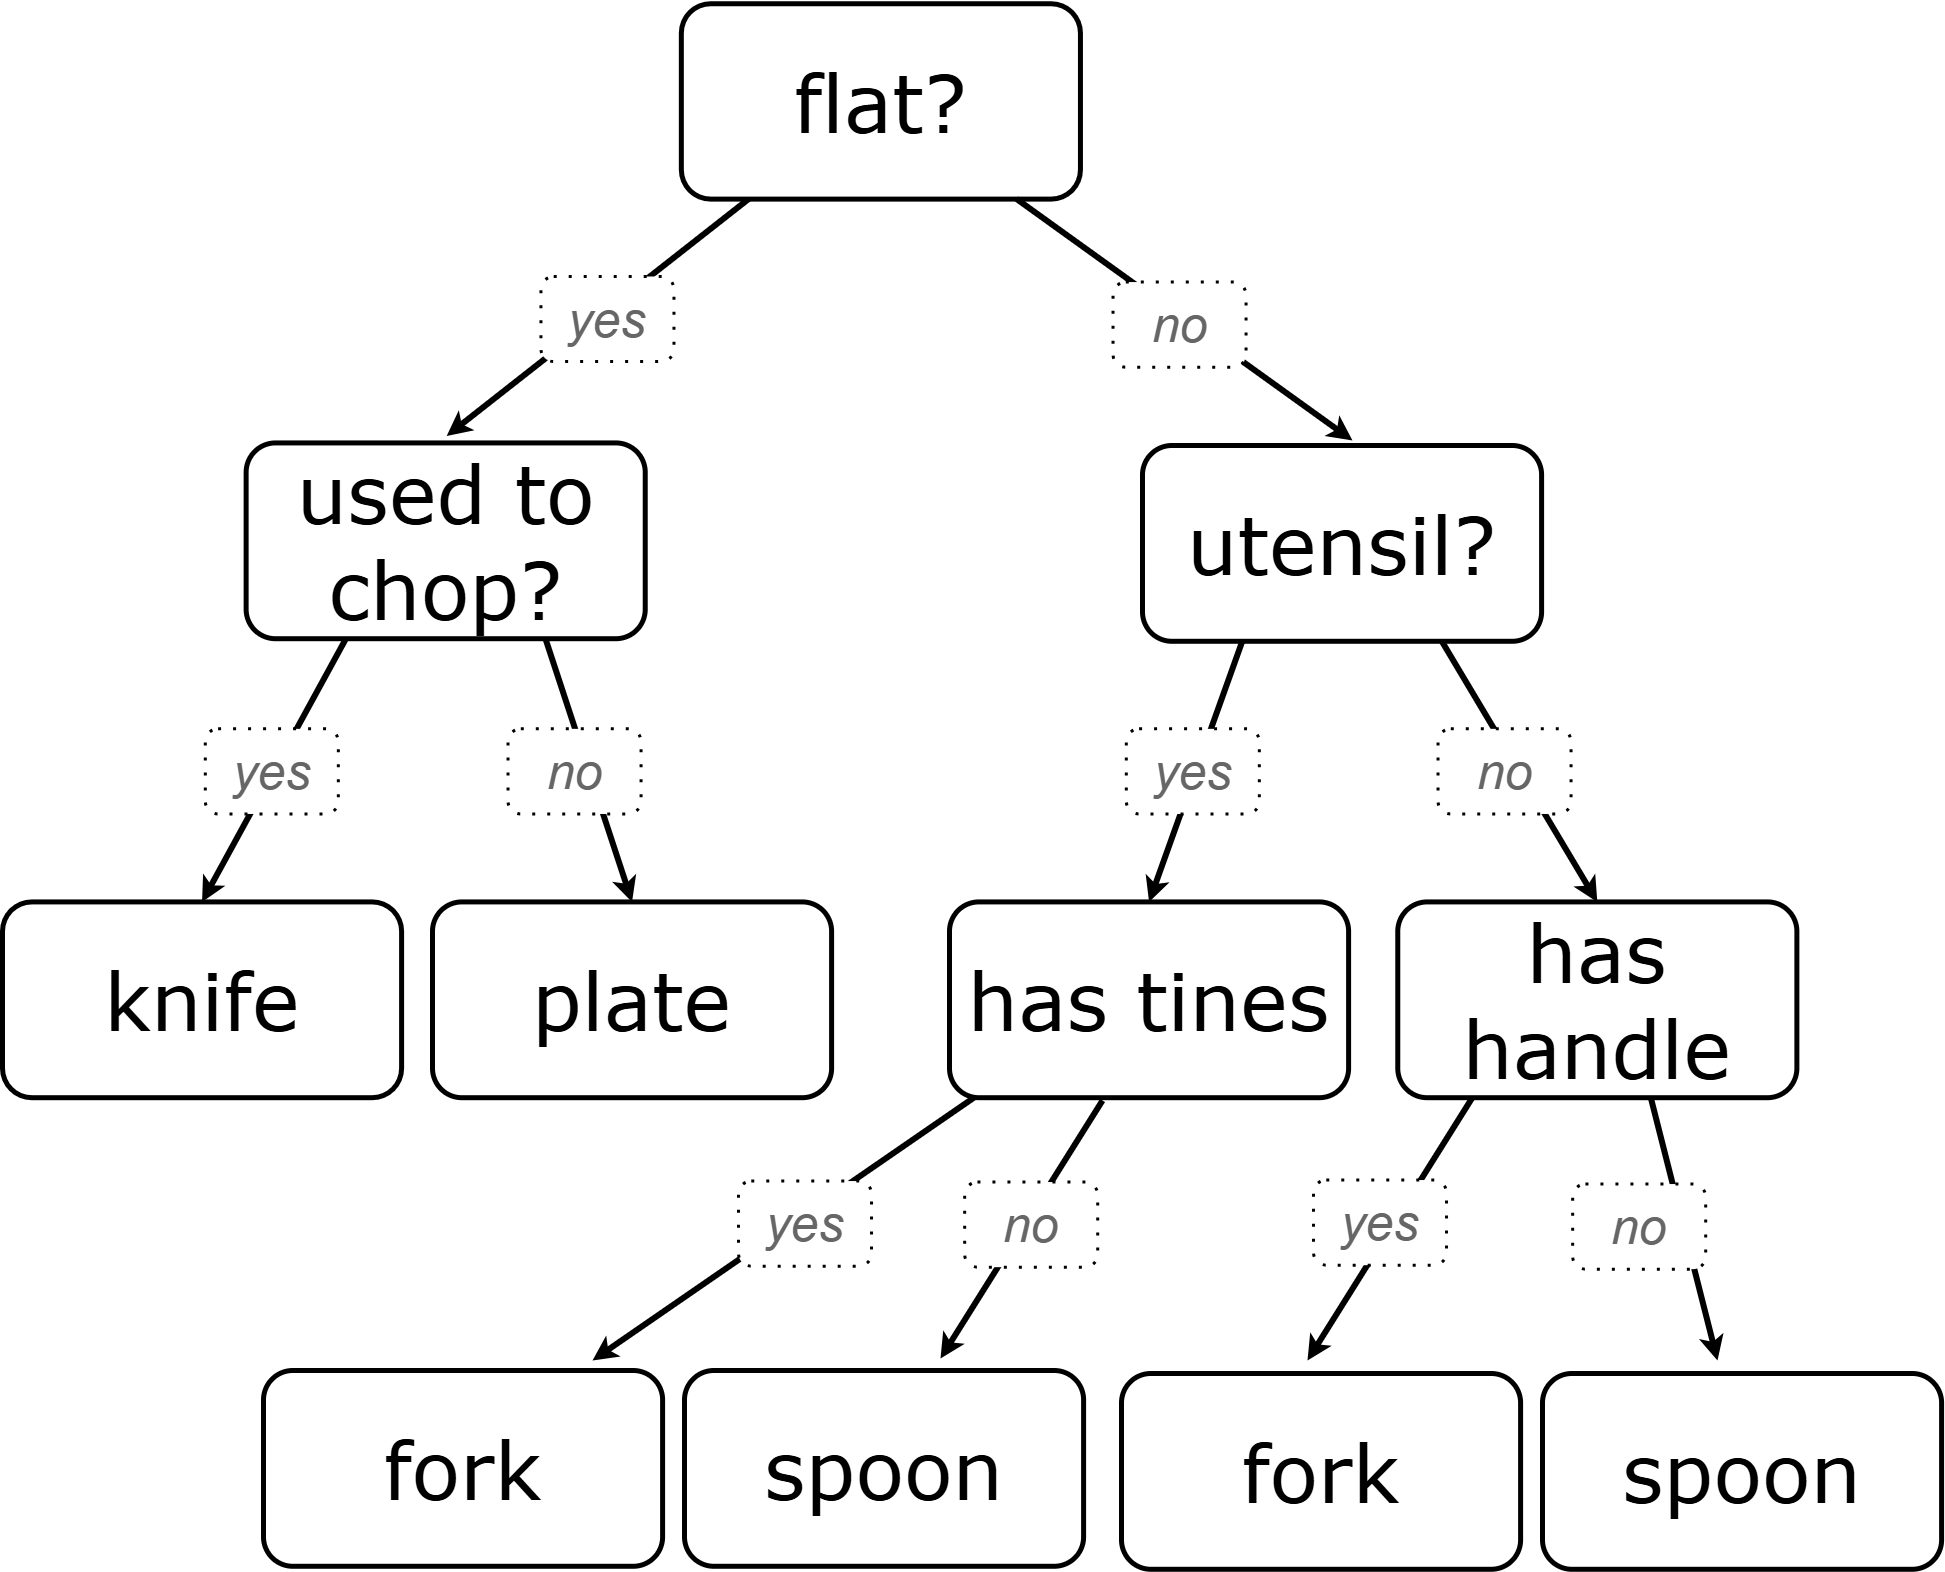 flat?
yes
no
used to
chop?
utensil?
yes
no
yes
no
knife
plate
has tines
has
handle
yes
no
yes
no
fork
spoon
fork
spoon